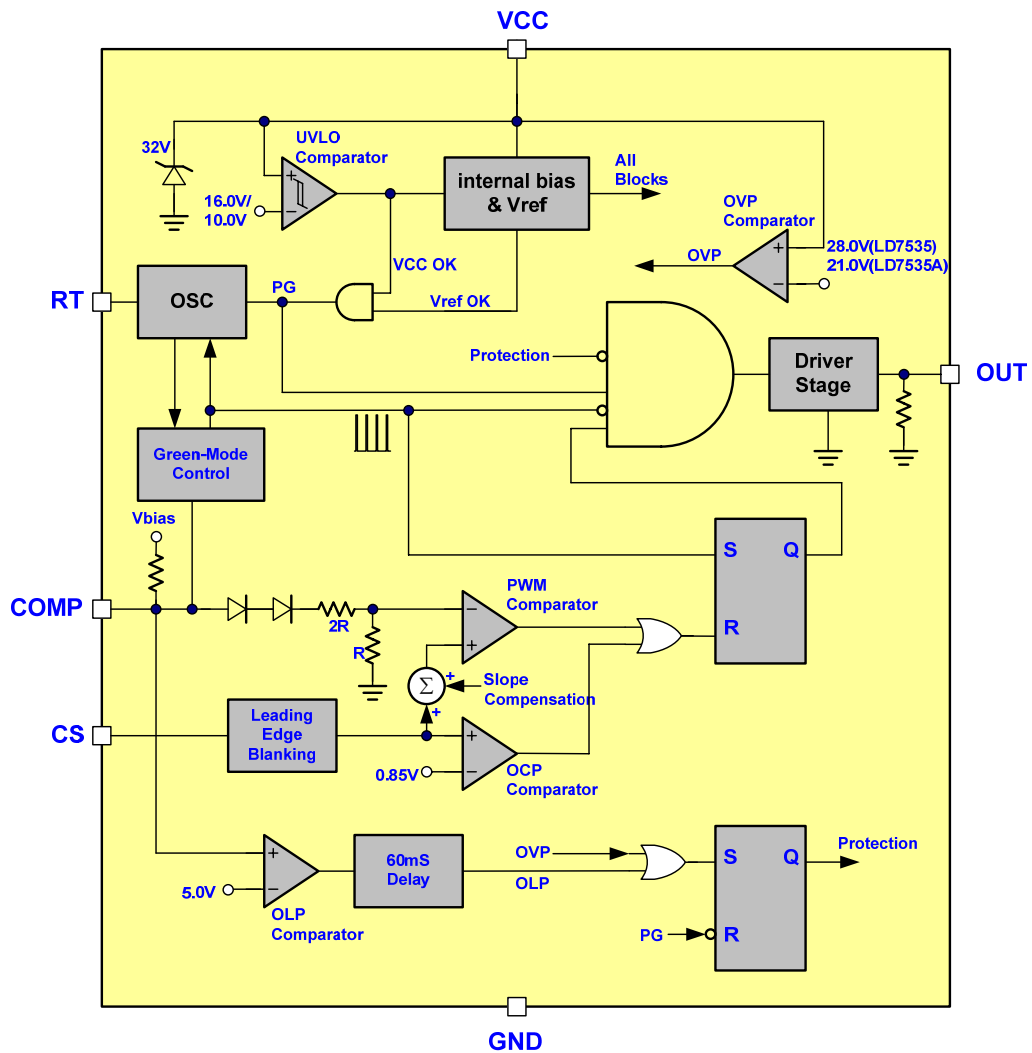 VCC
32V
UVLO
Comparator
16.0V/
10.0V
internal bias
& Vref
All
Blocks
OVP
Comparator
28.0V(LD7535)
21.0V(LD7535A)
OVP
VCC OK
Vref OK
PG
RT
OSC
Protection
Driver
Stage
OUT
Green-Mode
Control
Vbias
COMP
2R
R
PWM
Comparator
S
Q
R
Σ
Slope
Compensation
CS
Leading
Edge
Blanking
0.85V
OCP
Comparator
5.0V
OLP
Comparator
60mS
Delay
OVP
OLP
PG
S
Q
R
Protection
GND